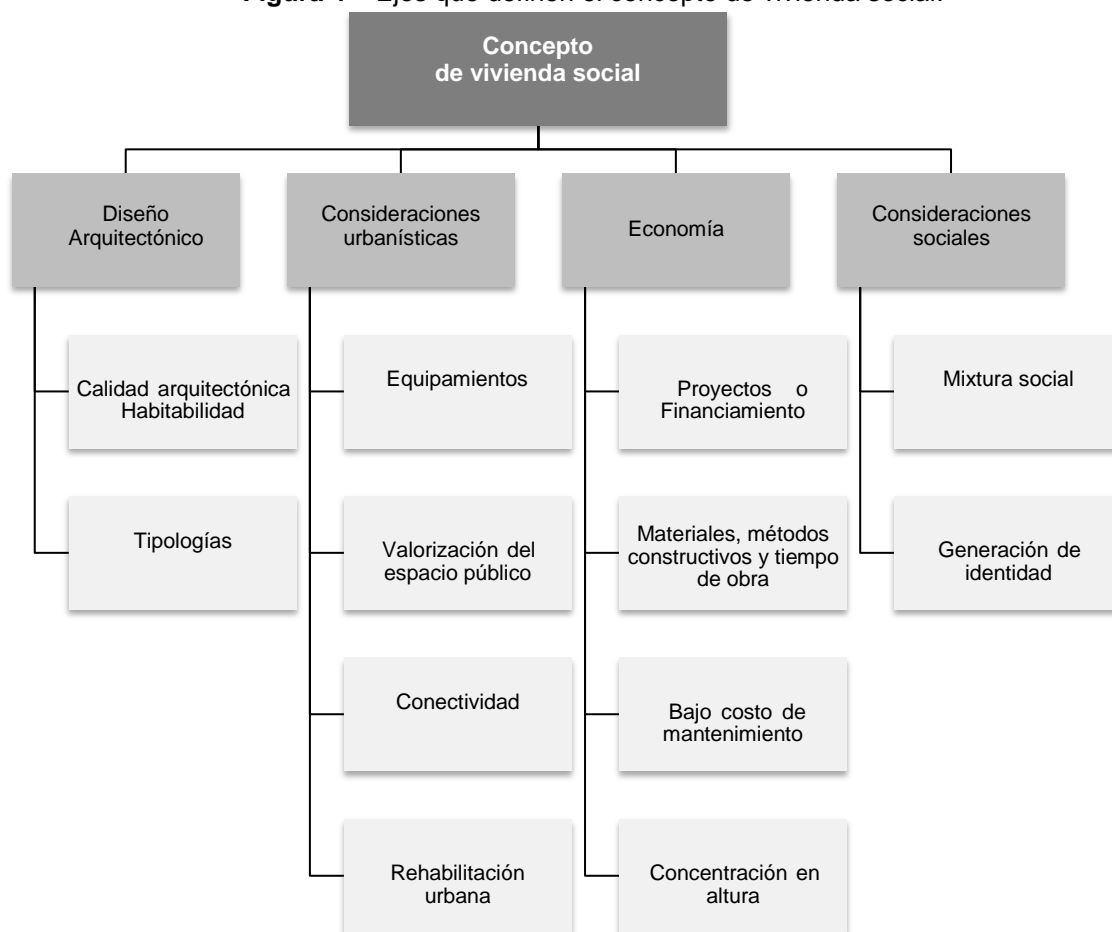 Figura 1 – Ejes que definen el concepto de vivienda social.
Concepto
de vivienda social
Diseño
Arquitectónico
Consideraciones
urbanísticas
Economía
Consideraciones
sociales
Calidad arquitectónica
Habitabilidad
Tipologías
Equipamientos
Valorización del
espacio público
Conectividad
Rehabilitación
urbana
Proyectos o
Financiamiento
Materiales, métodos
constructivos y tiempo
de obra
Bajo costo de
mantenimiento
Concentración en
altura
Mixtura social
Generación de
identidad